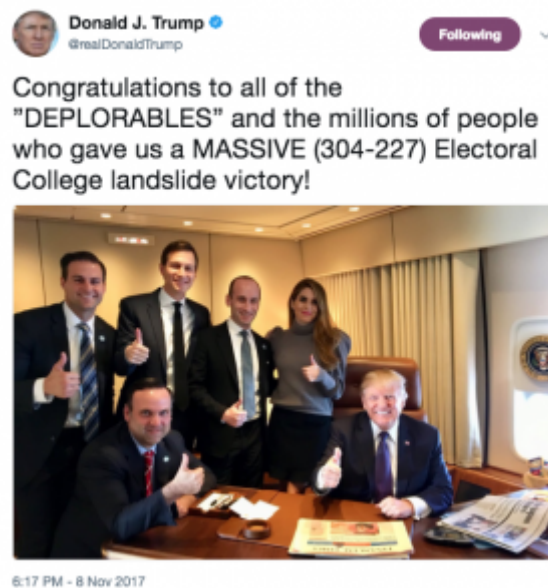 Donald J. Trump
@realDonaldTrump
Following
Congratulations to all of the
"DEPLORABLES" and the millions of people
who gave us a MASSIVE (304-227) Electoral
College landslide victory!
6:17 PM - 8 Nov 2017